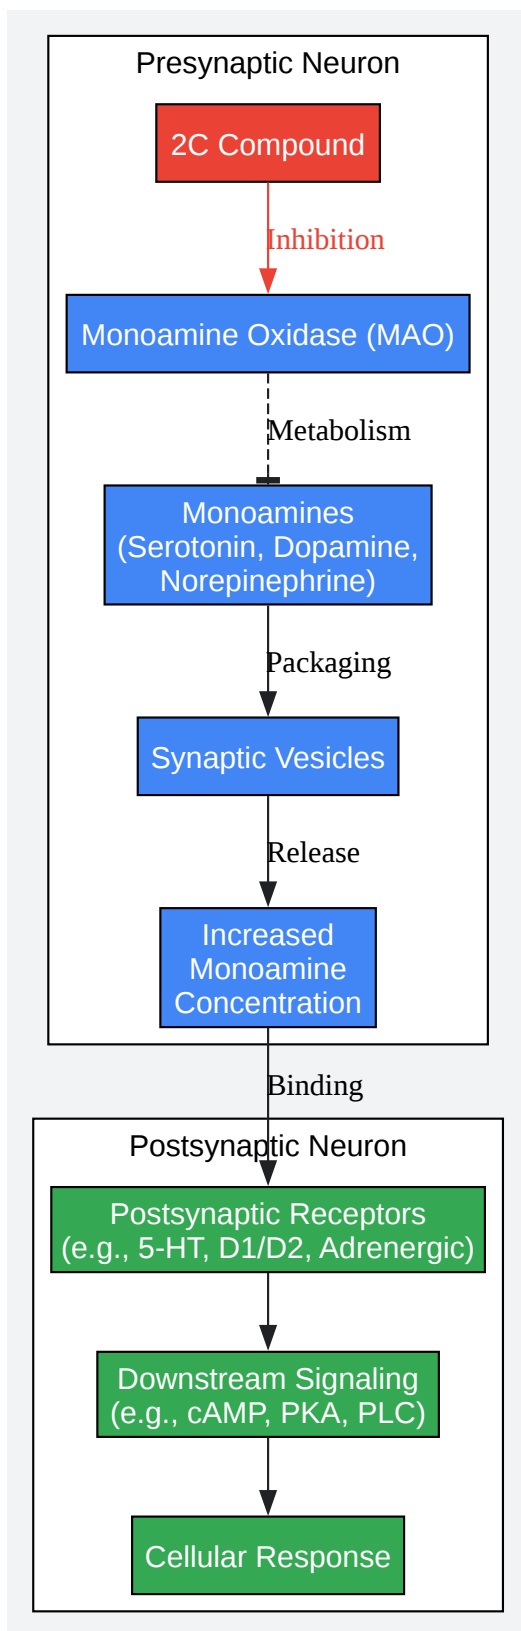 Presynaptic Neuron
2C Compound
Inhibition
Monoamine Oxidase (MAO)
Metabolism
Monoamines
(Serotonin, Dopamine,
Norepinephrine)
Packaging
Synaptic Vesicles
Release
Increased
Monoamine
Concentration
Binding
Postsynaptic Neuron
Postsynaptic Receptors
(e.g., 5-HT, D1/D2, Adrenergic)
Downstream Signaling
(e.g., cAMP, PKA, PLC)
Cellular Response